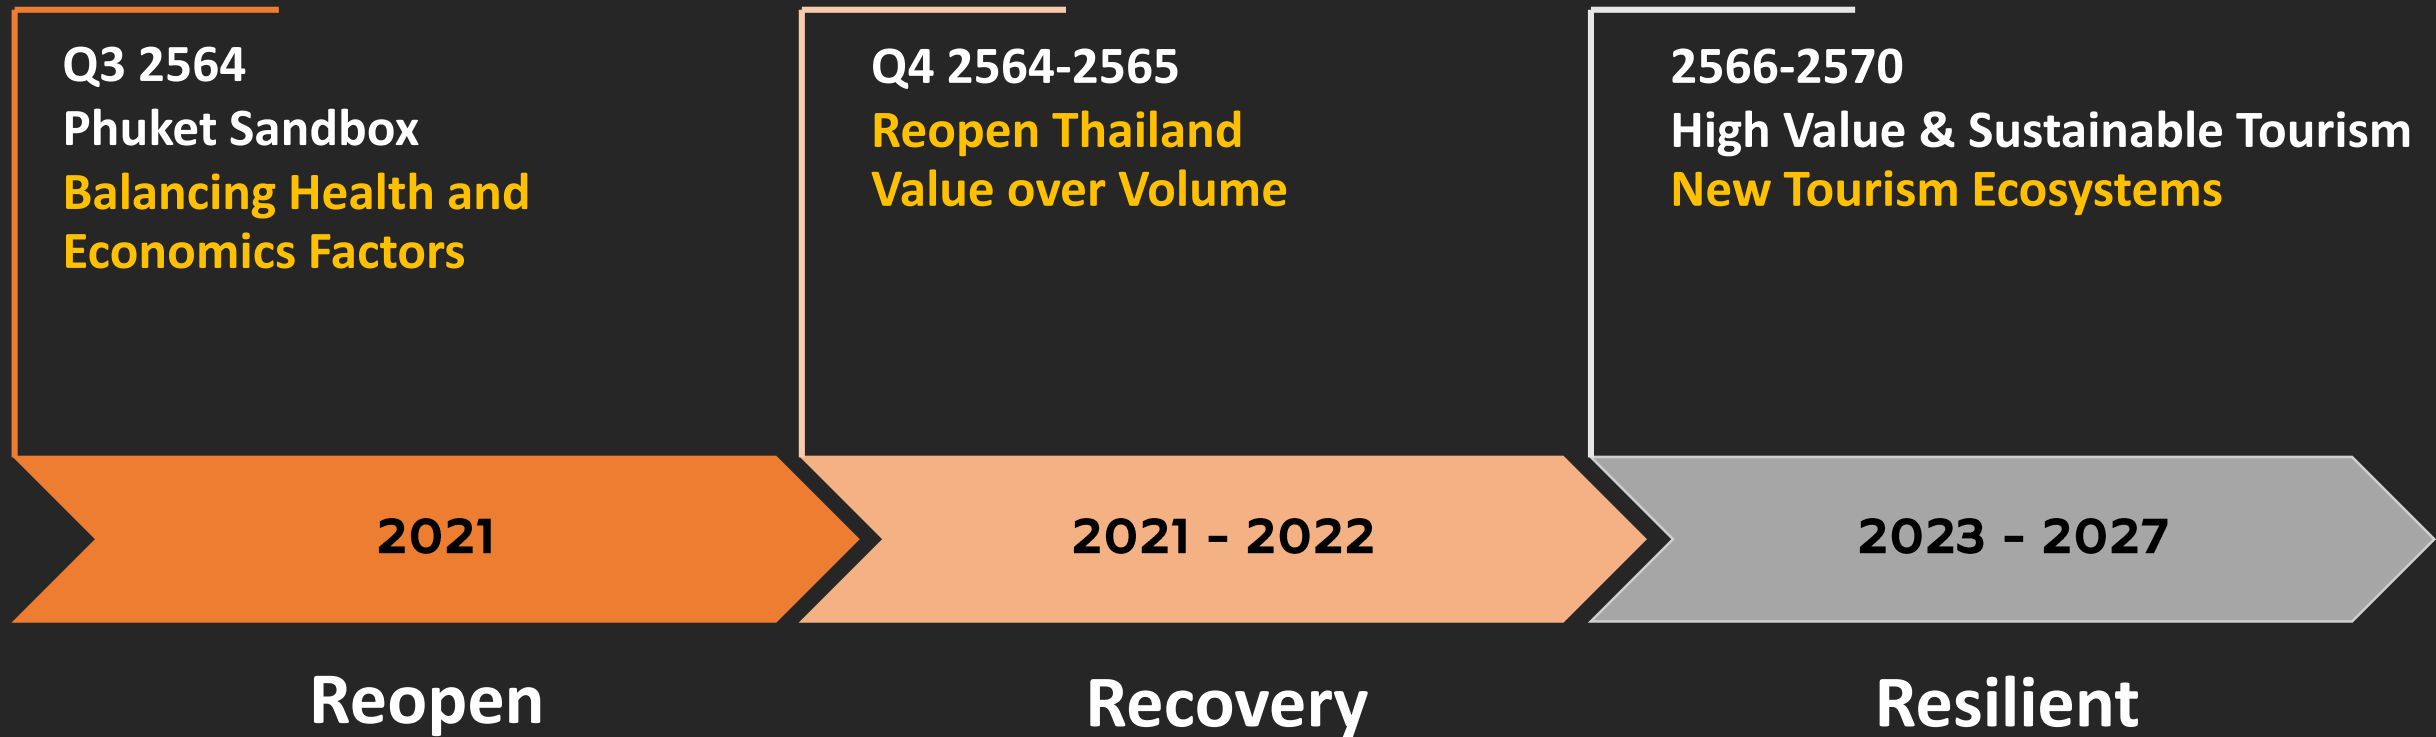 Q3 2564
Phuket Sandbox
Balancing Health and
Economics Factors
Q4 2564-2565
Reopen Thailand
Value over Volume
2566-2570
High Value & Sustainable Tourism
New Tourism Ecosystems
2021
2021 - 2022
2023 - 2027
Reopen
Recovery
Resilient